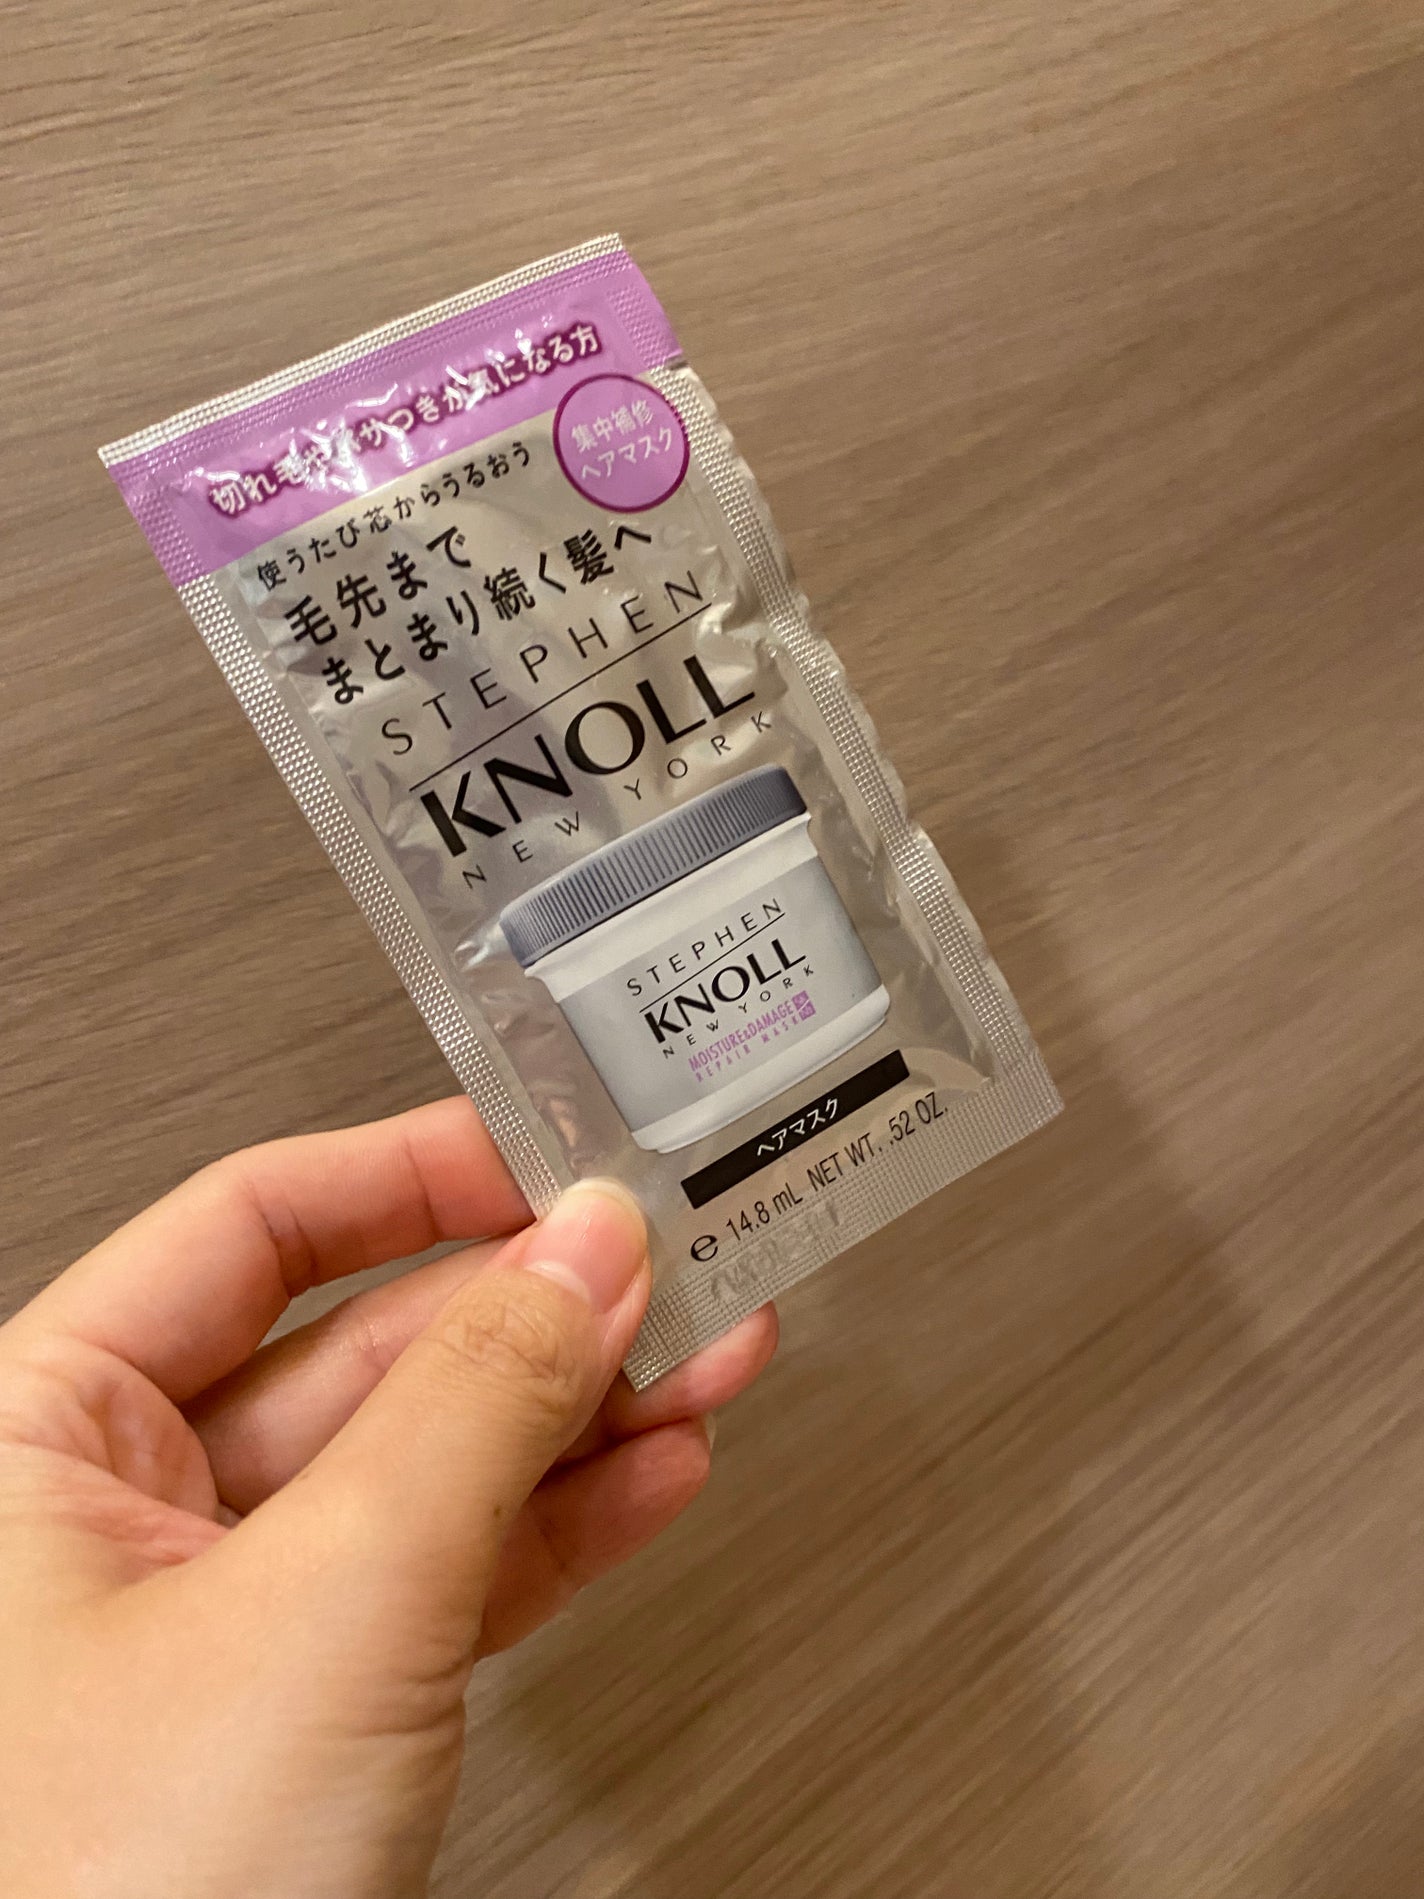 切れ毛やパサつきが気になる方
集中補修
ヘアマスク
使うたび芯からうるおう
毛先まで
まとまり続く髪へ
STEPHEN
KNOLL
NEW YORK
STEPHEN
KNOLL
NEW YORK
MOISTURE&DAMAGE
REPAIR MASK
ヘアマスク
e 14.8 mL NET WT. .52 OZ.